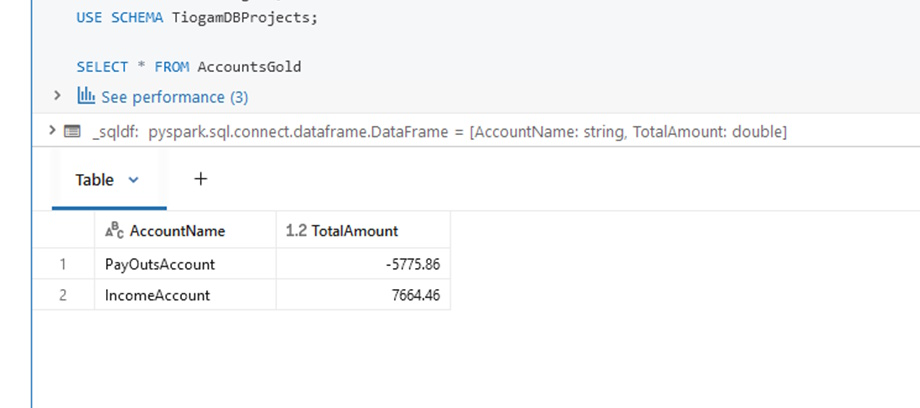 USE SCHEMA TiogamDBProjects;
SELECT * FROM AccountsGold
See performance (3)
_sqldf: pyspark.sql.connect.dataframe.DataFrame = [AccountName: string, TotalAmount: double]
Table +
ABC AccountName 1.2 TotalAmount
1 PayOutsAccount -5775.86
2 IncomeAccount 7664.46